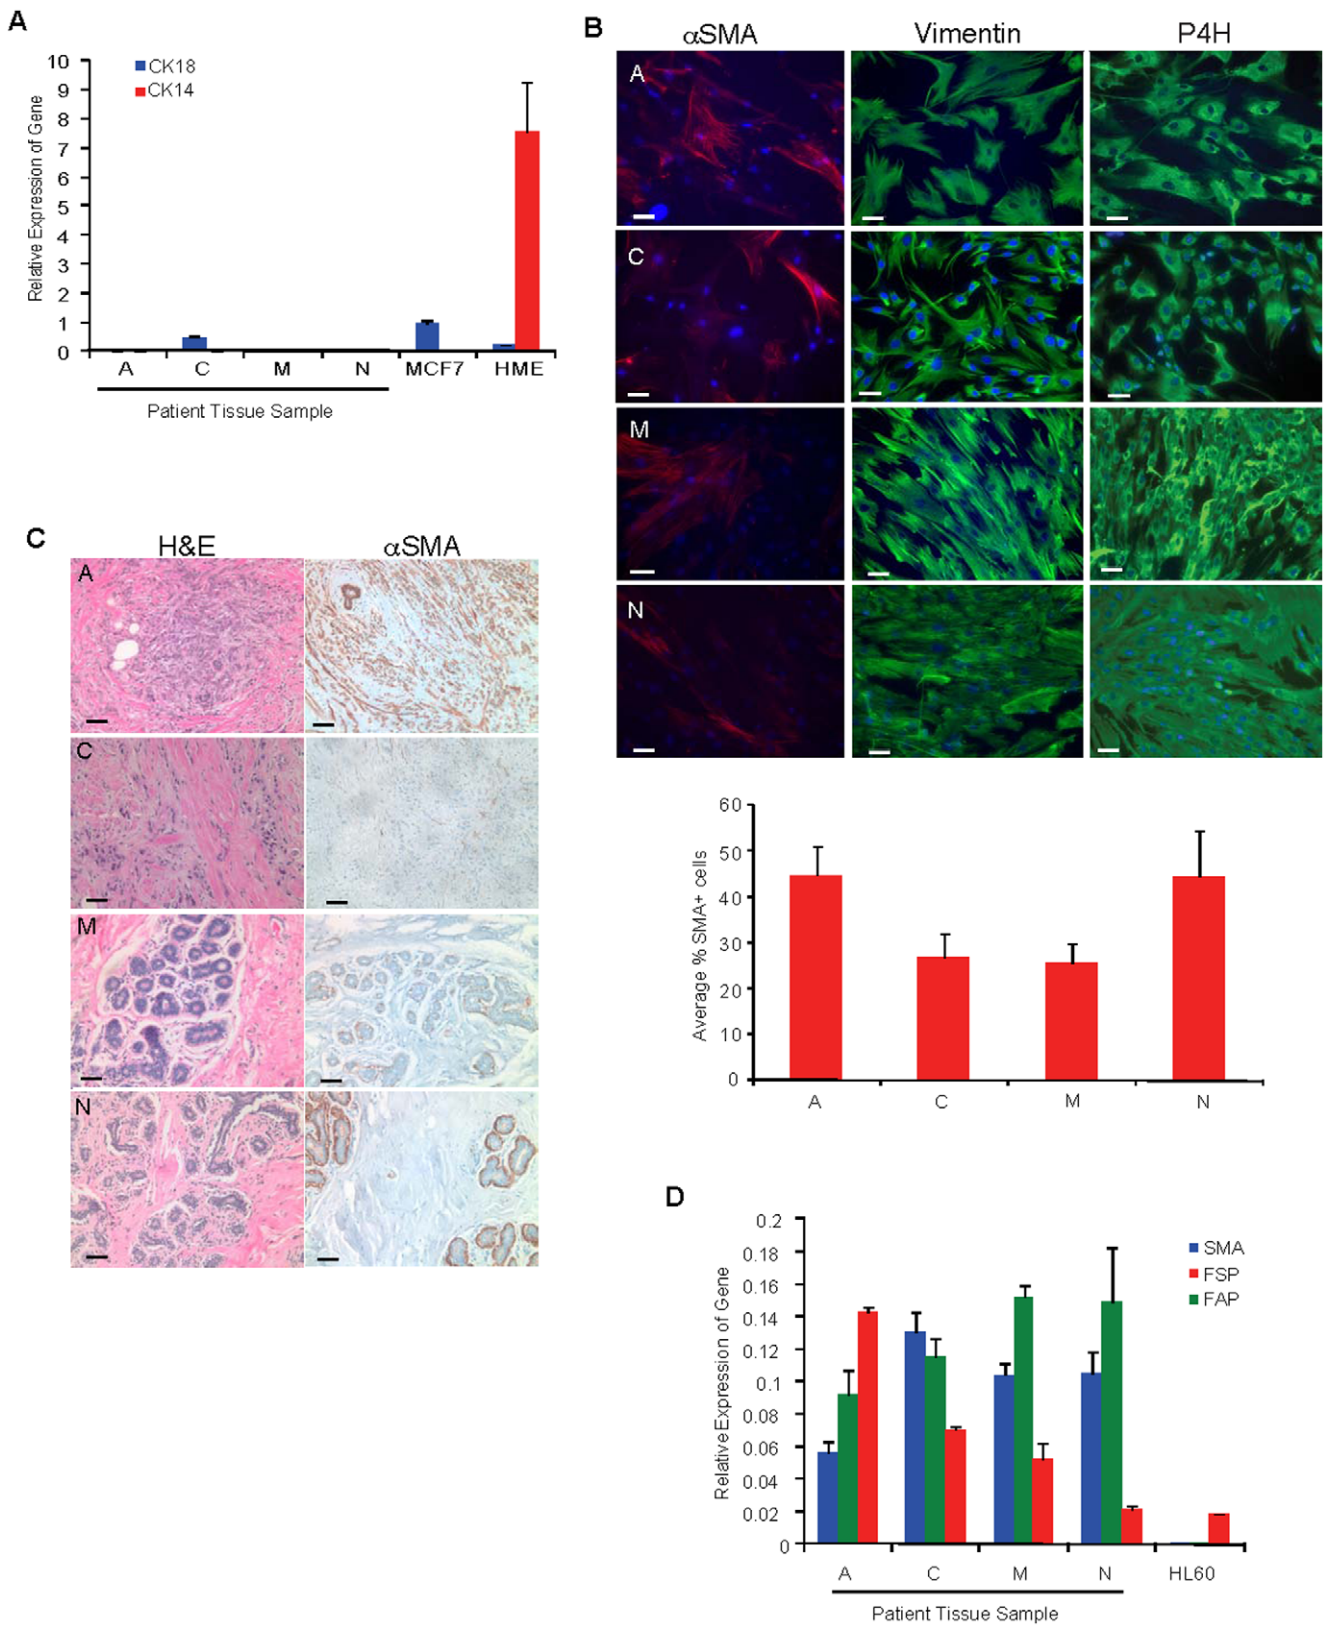 A
10
9
8
7
6
5
4
3
2
1
0
Relative Expression of Gene
CK18
CK14
A C M N MCF7 HME
Patient Tissue Sample
B
αSMA Vimentin P4H
A
C
M
N
60
50
40
30
20
10
0
Average % SMA+ cells
A C M N
C
H&E αSMA
A
C
M
N
D
0.2
0.18
0.16
0.14
0.12
0.1
0.08
0.06
0.04
0.02
0
Relative Expression of Gene
SMA
FSP
FAP
A C M N HL60
Patient Tissue Sample